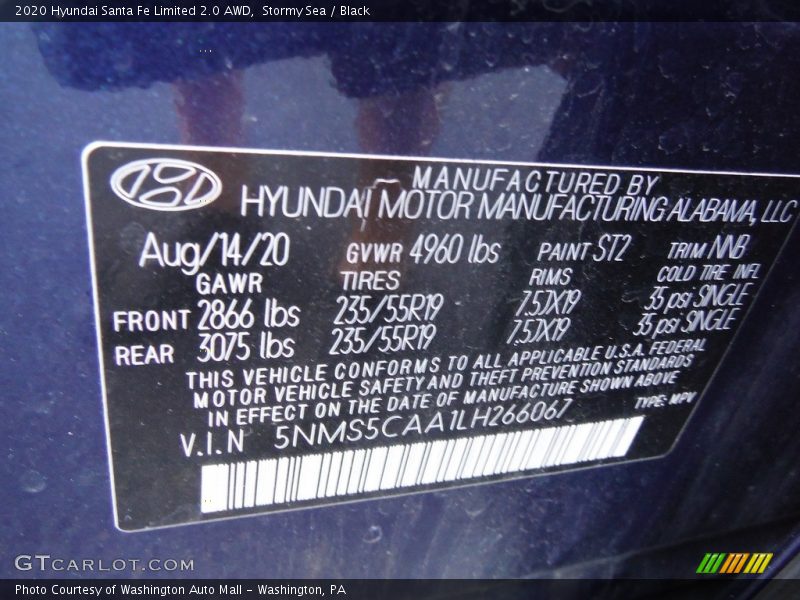 2020 Hyundai Santa Fe Limited 2.0 AWD, Stormy Sea / Black
MANUFACTURED BY
HYUNDAI MOTOR MANUFACTURING ALABAMA, LLC
Aug/14/20 GVWR 4960 lbs PAINT ST2 TRIM NNB
GAWR TIRES RIMS COLD TIRE INFL
FRONT 2866 lbs 235/55R19 7.5JX19 35 psi SINGLE
REAR 3075 lbs 235/55R19 7.5JX19 35 psi SINGLE
THIS VEHICLE CONFORMS TO ALL APPLICABLE U.S.A. FEDERAL
MOTOR VEHICLE SAFETY AND THEFT PREVENTION STANDARDS
IN EFFECT ON THE DATE OF MANUFACTURE SHOWN ABOVE
V.I.N 5NMS5CAA1LH266067 TYPE: MPV
GTCARLOT.COM
Photo Courtesy of Washington Auto Mall - Washington, PA